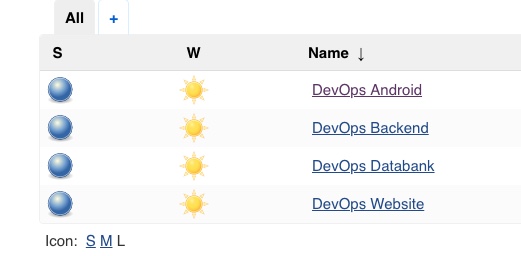 All +
S W Name ↓
DevOps Android
DevOps Backend
DevOps Databank
DevOps Website
Icon: S M L